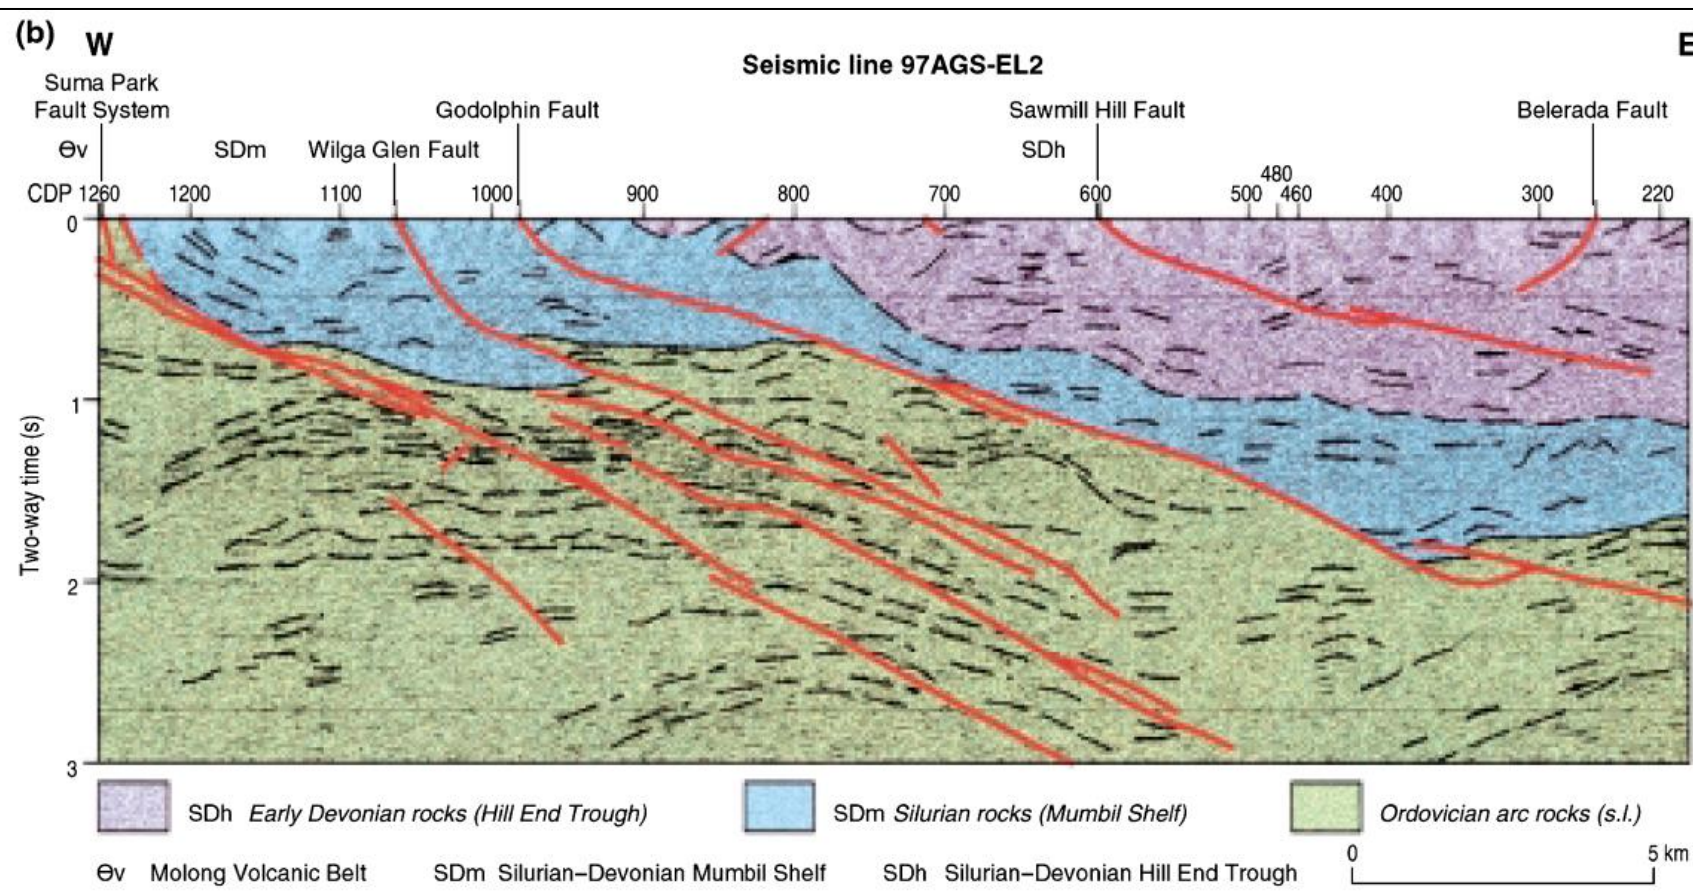 (b) W E
Seismic line 97AGS-EL2
Suma Park
Fault System
Godolphin Fault
Sawmill Hill Fault
Belerada Fault
Ɵv
SDm
Wilga Glen Fault
SDh
CDP 1260 1200 1100 1000 900 800 700 600 500 480 460 400 300 220
0
1
2
3
Two-way time (s)
SDh Early Devonian rocks (Hill End Trough)
SDm Silurian rocks (Mumbil Shelf)
Ordovician arc rocks (s.l.)
Ɵv Molong Volcanic Belt
SDm Silurian–Devonian Mumbil Shelf
SDh Silurian–Devonian Hill End Trough
0 5 km